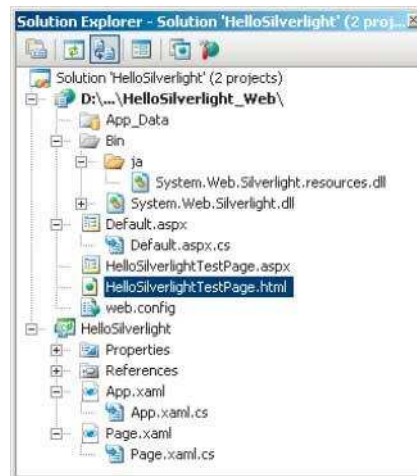 Solution Explorer - Solution 'HelloSilverlight' (2 proj...
Solution 'HelloSilverlight' (2 projects)
D:\...\HelloSilverlight_Web\
App_Data
Bin
ja
System.Web.Silverlight.resources.dll
System.Web.Silverlight.dll
Default.aspx
Default.aspx.cs
HelloSilverlightTestPage.aspx
HelloSilverlightTestPage.html
web.config
HelloSilverlight
Properties
References
App.xaml
App.xaml.cs
Page.xaml
Page.xaml.cs